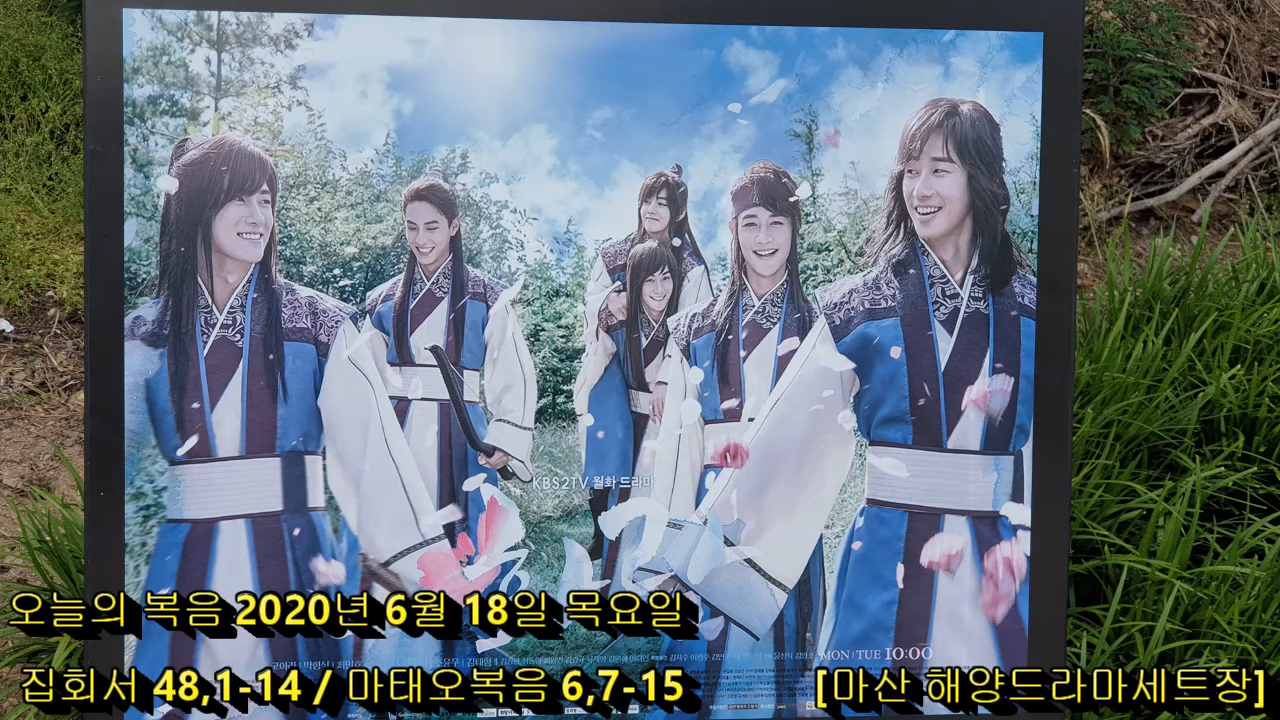 KBS2TV 월화 드라마
화랑
오늘의 복음 2020년 6월 18일 목요일
MON | TUE 10:00
집회서 48,1-14 / 마태오복음 6,7-15
[마산 해양드라마세트장]